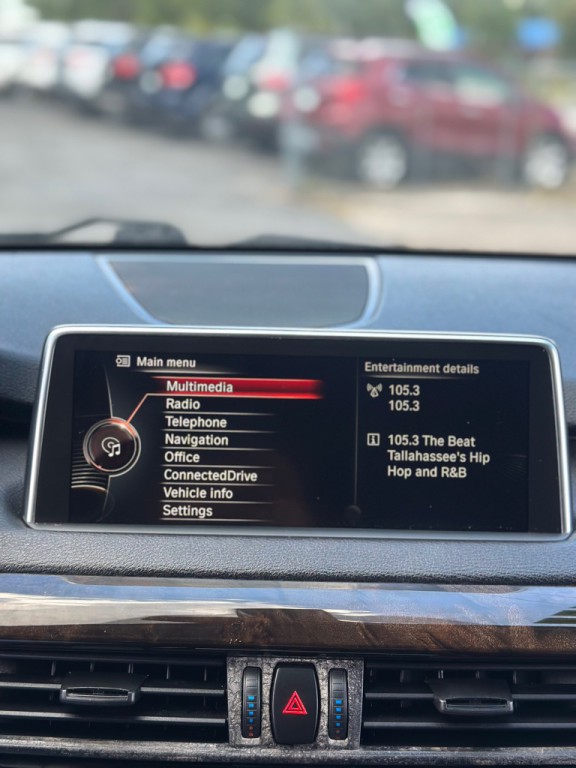 Main menu
Multimedia
Radio
Telephone
Navigation
Office
ConnectedDrive
Vehicle info
Settings
Entertainment details
105.3
105.3
105.3 The Beat
Tallahassee's Hip
Hop and R&B